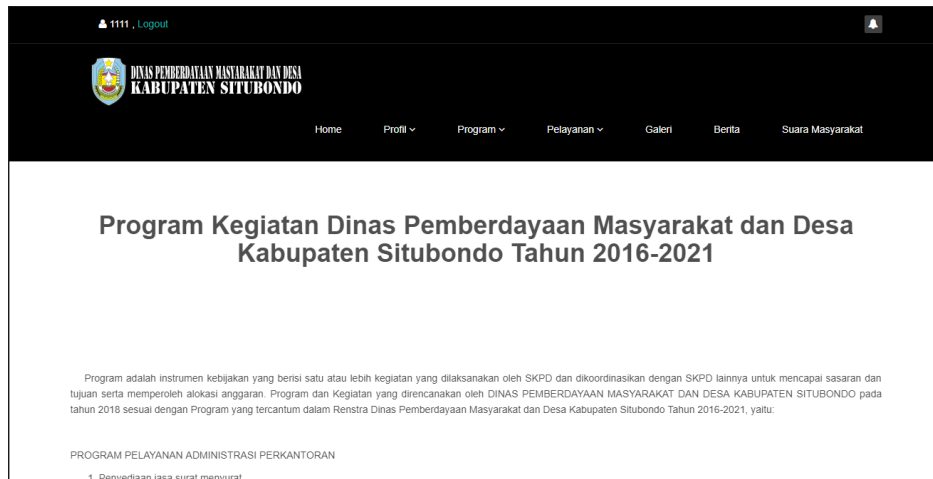 1111 , Logout
DINAS PEMBERDAYAAN MASYARAKAT DAN DESA
KABUPATEN SITUBONDO
Home Profil Program Pelayanan Galeri Berita Suara Masyarakat
Program Kegiatan Dinas Pemberdayaan Masyarakat dan Desa
Kabupaten Situbondo Tahun 2016-2021
Program adalah instrumen kebijakan yang berisi satu atau lebih kegiatan yang dilaksanakan oleh SKPD dan dikoordinasikan dengan SKPD lainnya untuk mencapai sasaran dan
tujuan serta memperoleh alokasi anggaran. Program dan Kegiatan yang direncanakan oleh DINAS PEMBERDAYAAN MASYARAKAT DAN DESA KABUPATEN SITUBONDO pada
tahun 2018 sesuai dengan Program yang tercantum dalam Renstra Dinas Pemberdayaan Masyarakat dan Desa Kabupaten Situbondo Tahun 2016-2021, yaitu:
PROGRAM PELAYANAN ADMINISTRASI PERKANTORAN
1. Penyediaan jasa surat menyurat